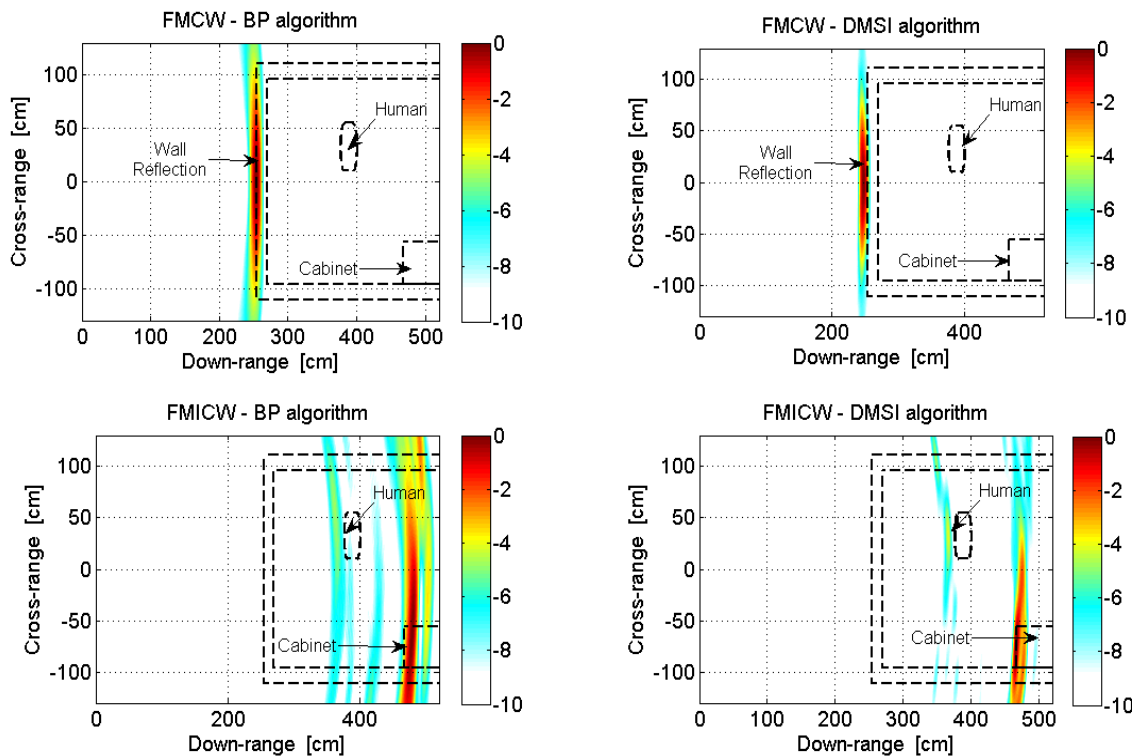 FMCW - BP algorithm
Cross-range [cm]
100
50
0
-50
-100
Wall
Reflection
Human
Cabinet
0
100
200
300
400
500
Down-range [cm]
0
-2
-4
-6
-8
-10
FMCW - DMSI algorithm
Cross-range [cm]
100
50
0
-50
-100
Wall
Reflection
Human
Cabinet
0
200
400
Down-range [cm]
0
-2
-4
-6
-8
-10
FMICW - BP algorithm
Cross-range [cm]
100
50
0
-50
-100
Human
Cabinet
0
200
400
Down-range [cm]
0
-2
-4
-6
-8
-10
FMICW - DMSI algorithm
Cross-range [cm]
100
50
0
-50
-100
Human
Cabinet
0
100
200
300
400
500
Down-range [cm]
0
-2
-4
-6
-8
-10